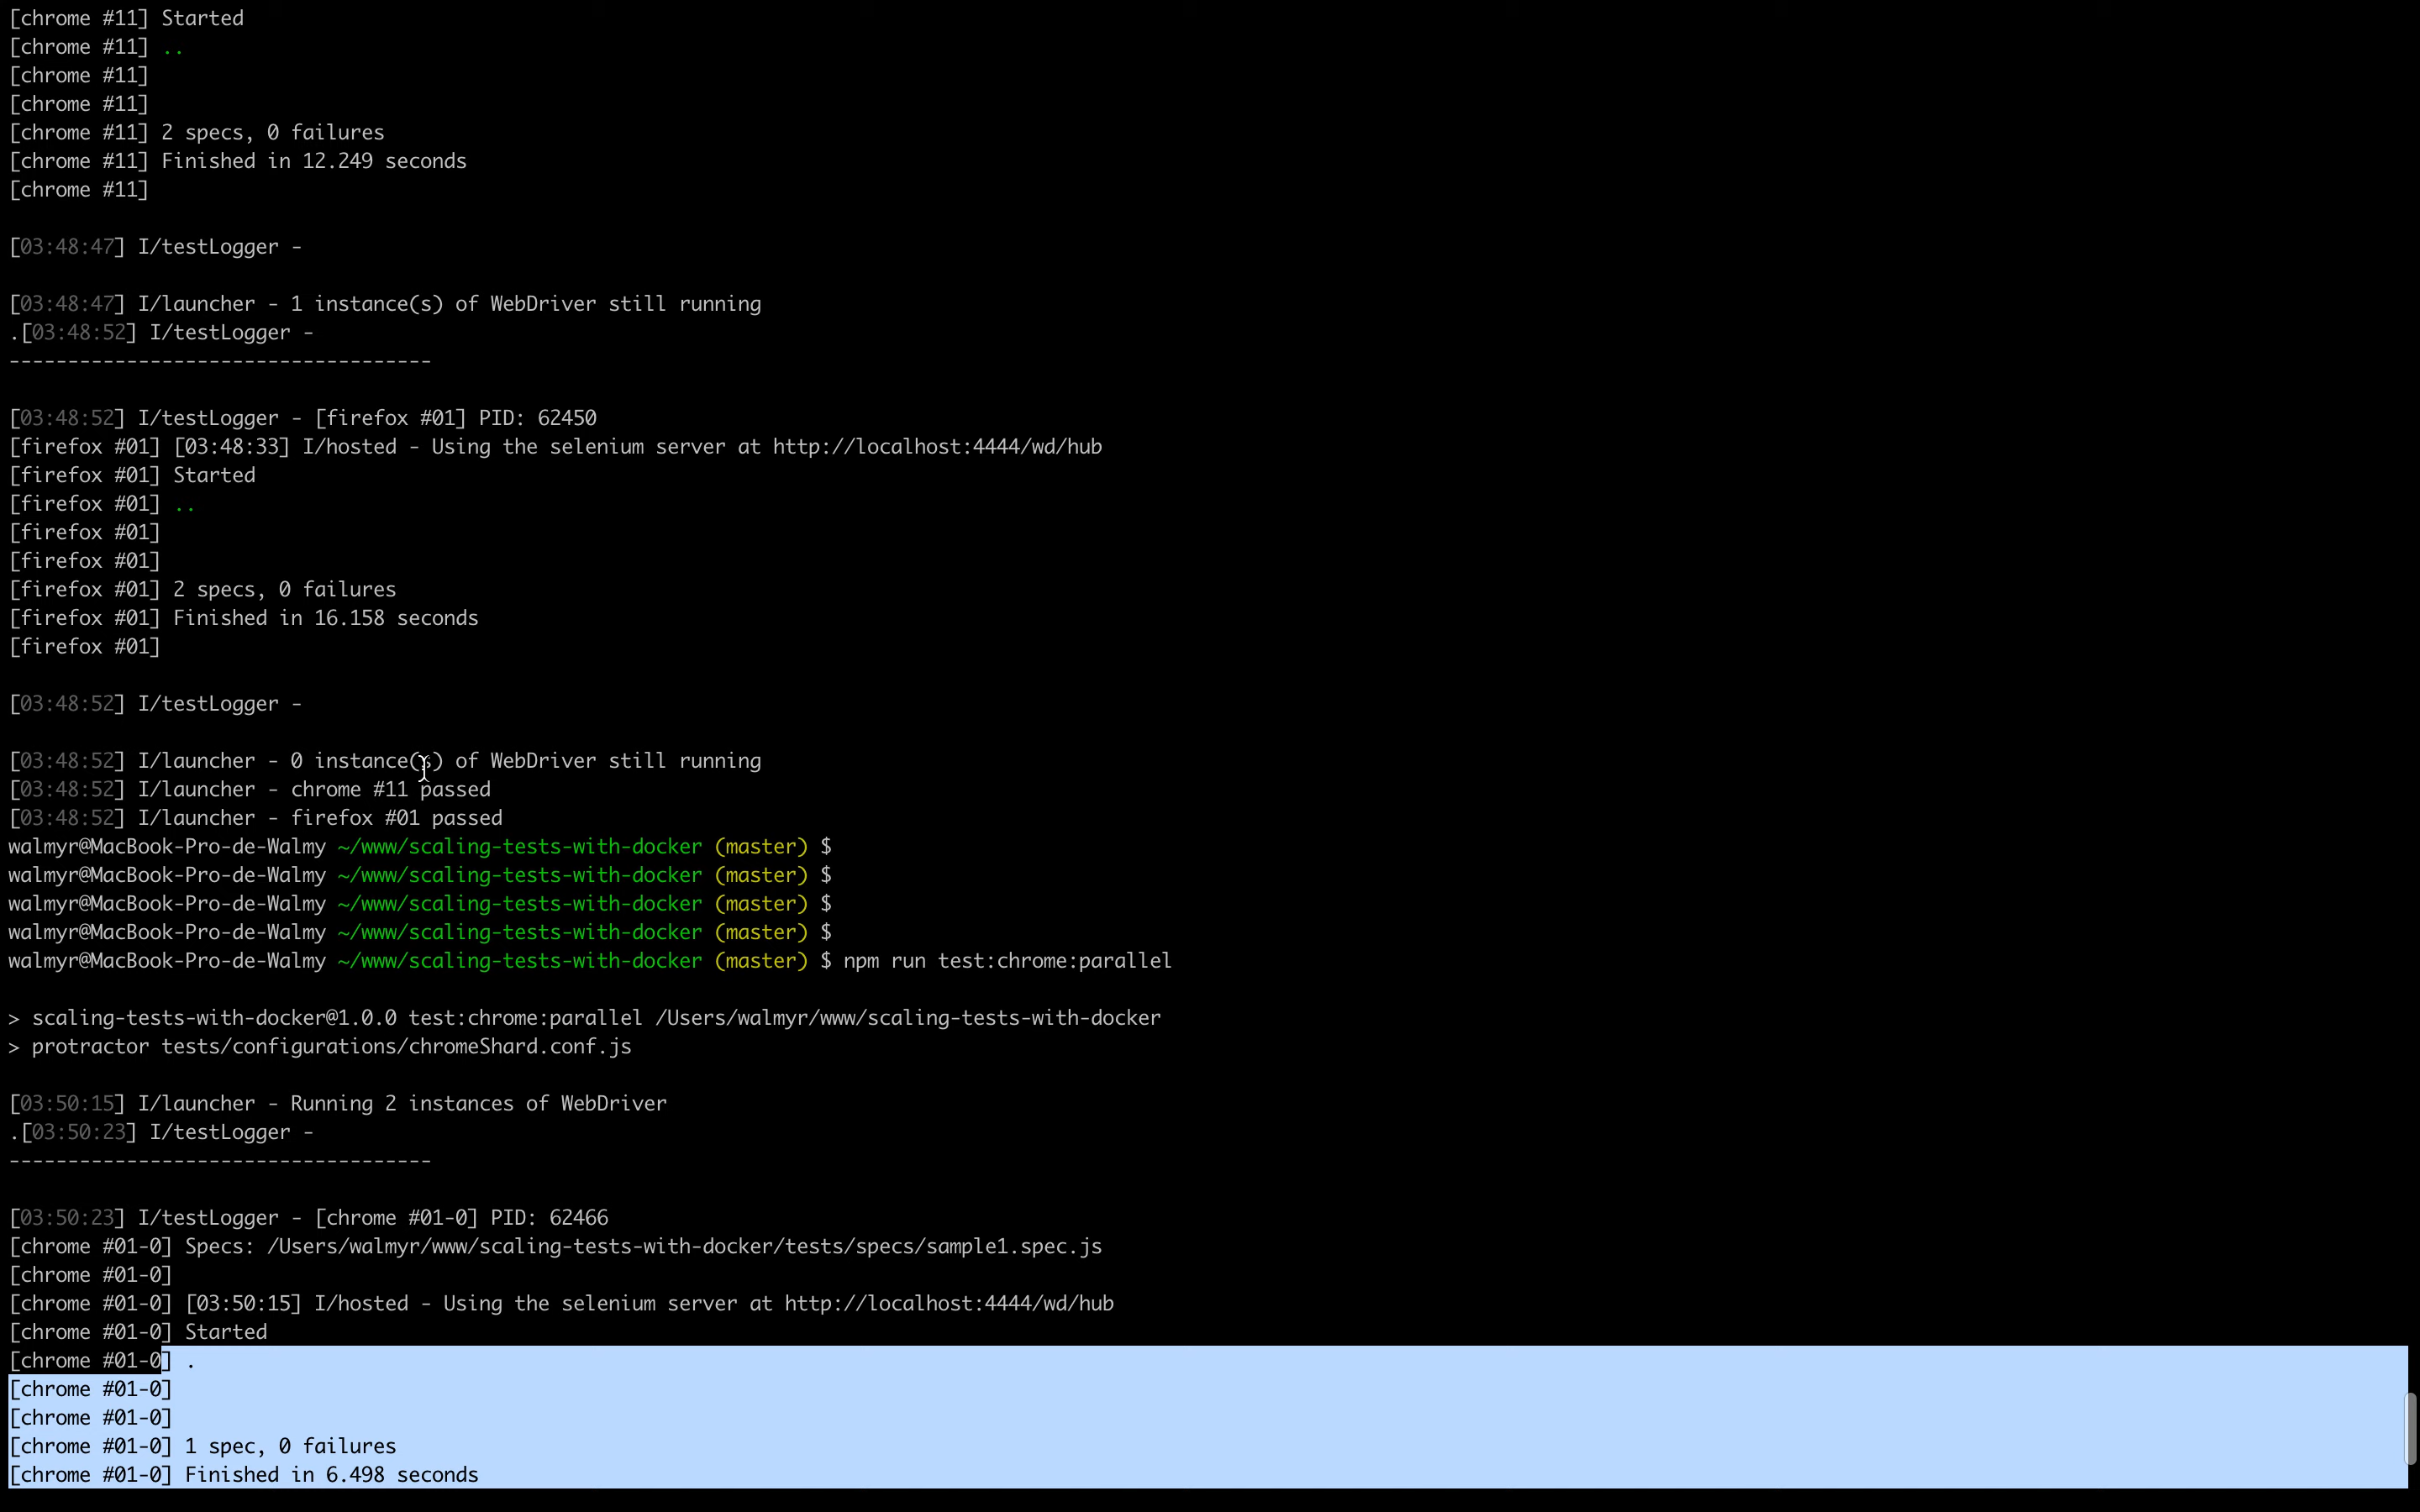 [chrome #11] Started
[chrome #11] ..
[chrome #11]
[chrome #11]
[chrome #11] 2 specs, 0 failures
[chrome #11] Finished in 12.249 seconds
[chrome #11]
[03:48:47] I/testLogger -
[03:48:47] I/launcher - 1 instance(s) of WebDriver still running
.[03:48:52] I/testLogger -
------------------------------------
[03:48:52] I/testLogger - [firefox #01] PID: 62450
[firefox #01] [03:48:33] I/hosted - Using the selenium server at http://localhost:4444/wd/hub
[firefox #01] Started
[firefox #01] ..
[firefox #01]
[firefox #01]
[firefox #01] 2 specs, 0 failures
[firefox #01] Finished in 16.158 seconds
[firefox #01]
[03:48:52] I/testLogger -
[03:48:52] I/launcher - 0 instance(s) of WebDriver still running
[03:48:52] I/launcher - chrome #11 passed
[03:48:52] I/launcher - firefox #01 passed
walmyr@MacBook-Pro-de-Walmy ~/www/scaling-tests-with-docker (master) $
walmyr@MacBook-Pro-de-Walmy ~/www/scaling-tests-with-docker (master) $
walmyr@MacBook-Pro-de-Walmy ~/www/scaling-tests-with-docker (master) $
walmyr@MacBook-Pro-de-Walmy ~/www/scaling-tests-with-docker (master) $
walmyr@MacBook-Pro-de-Walmy ~/www/scaling-tests-with-docker (master) $ npm run test:chrome:parallel
> scaling-tests-with-docker@1.0.0 test:chrome:parallel /Users/walmyr/www/scaling-tests-with-docker
> protractor tests/configurations/chromeShard.conf.js
[03:50:15] I/launcher - Running 2 instances of WebDriver
.[03:50:23] I/testLogger -
------------------------------------
[03:50:23] I/testLogger - [chrome #01-0] PID: 62466
[chrome #01-0] Specs: /Users/walmyr/www/scaling-tests-with-docker/tests/specs/sample1.spec.js
[chrome #01-0]
[chrome #01-0] [03:50:15] I/hosted - Using the selenium server at http://localhost:4444/wd/hub
[chrome #01-0] Started
[chrome #01-0] .
[chrome #01-0]
[chrome #01-0]
[chrome #01-0] 1 spec, 0 failures
[chrome #01-0] Finished in 6.498 seconds